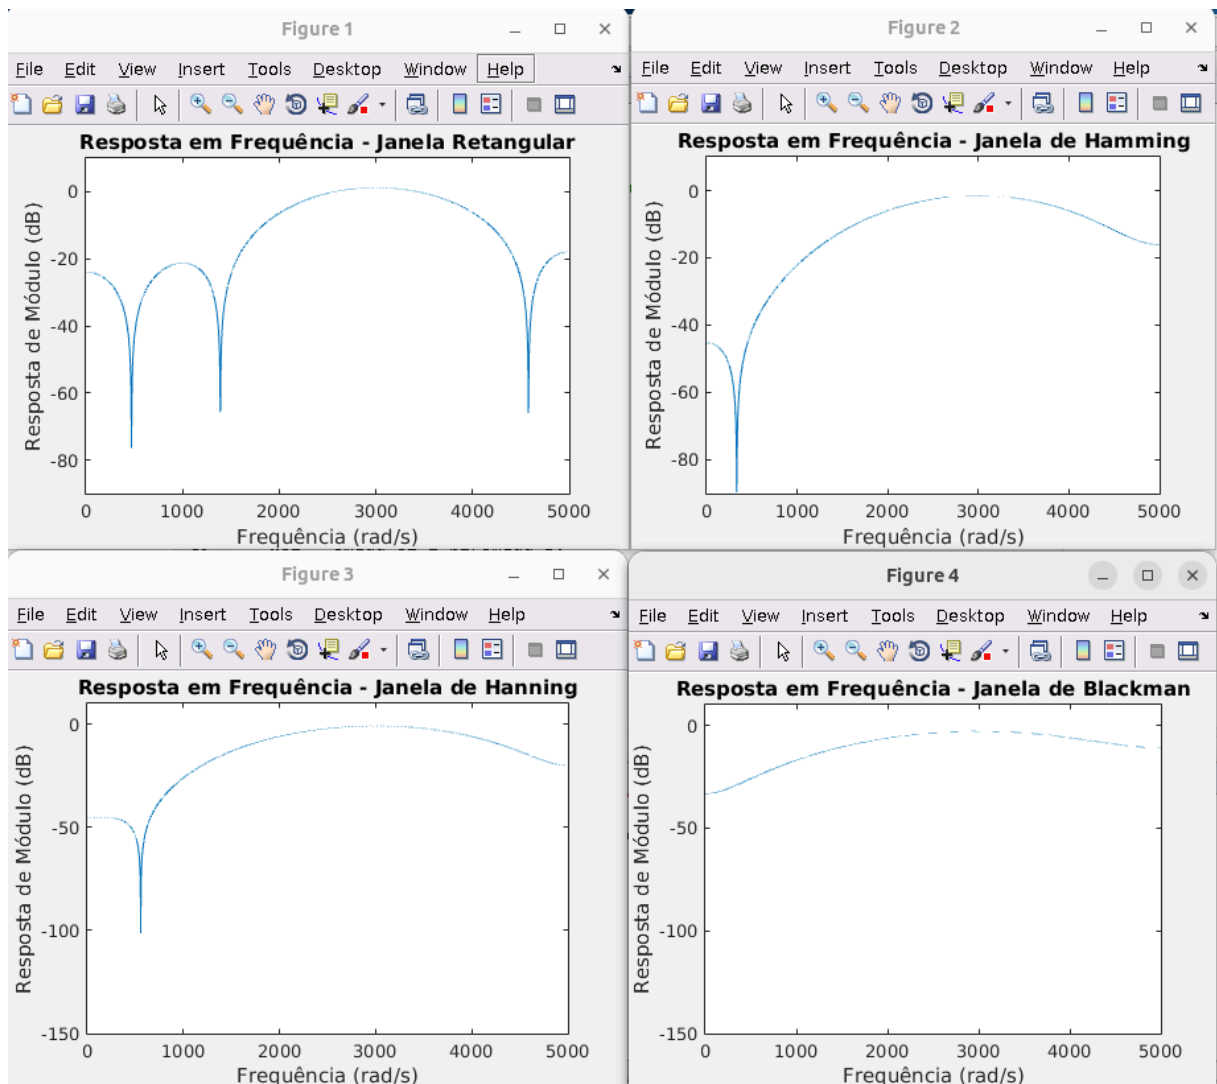 Figure 1
File Edit View Insert Tools Desktop Window Help
Resposta em Frequência - Janela Retangular
Resposta de Módulo (dB)
0
-20
-40
-60
-80
0 1000 2000 3000 4000 5000
Frequência (rad/s)
Figure 2
File Edit View Insert Tools Desktop Window Help
Resposta em Frequência - Janela de Hamming
Resposta de Módulo (dB)
0
-20
-40
-60
-80
0 1000 2000 3000 4000 5000
Frequência (rad/s)
Figure 3
File Edit View Insert Tools Desktop Window Help
Resposta em Frequência - Janela de Hanning
Resposta de Módulo (dB)
0
-50
-100
-150
0 1000 2000 3000 4000 5000
Frequência (rad/s)
Figure 4
File Edit View Insert Tools Desktop Window Help
Resposta em Frequência - Janela de Blackman
Resposta de Módulo (dB)
0
-50
-100
-150
0 1000 2000 3000 4000 5000
Frequência (rad/s)